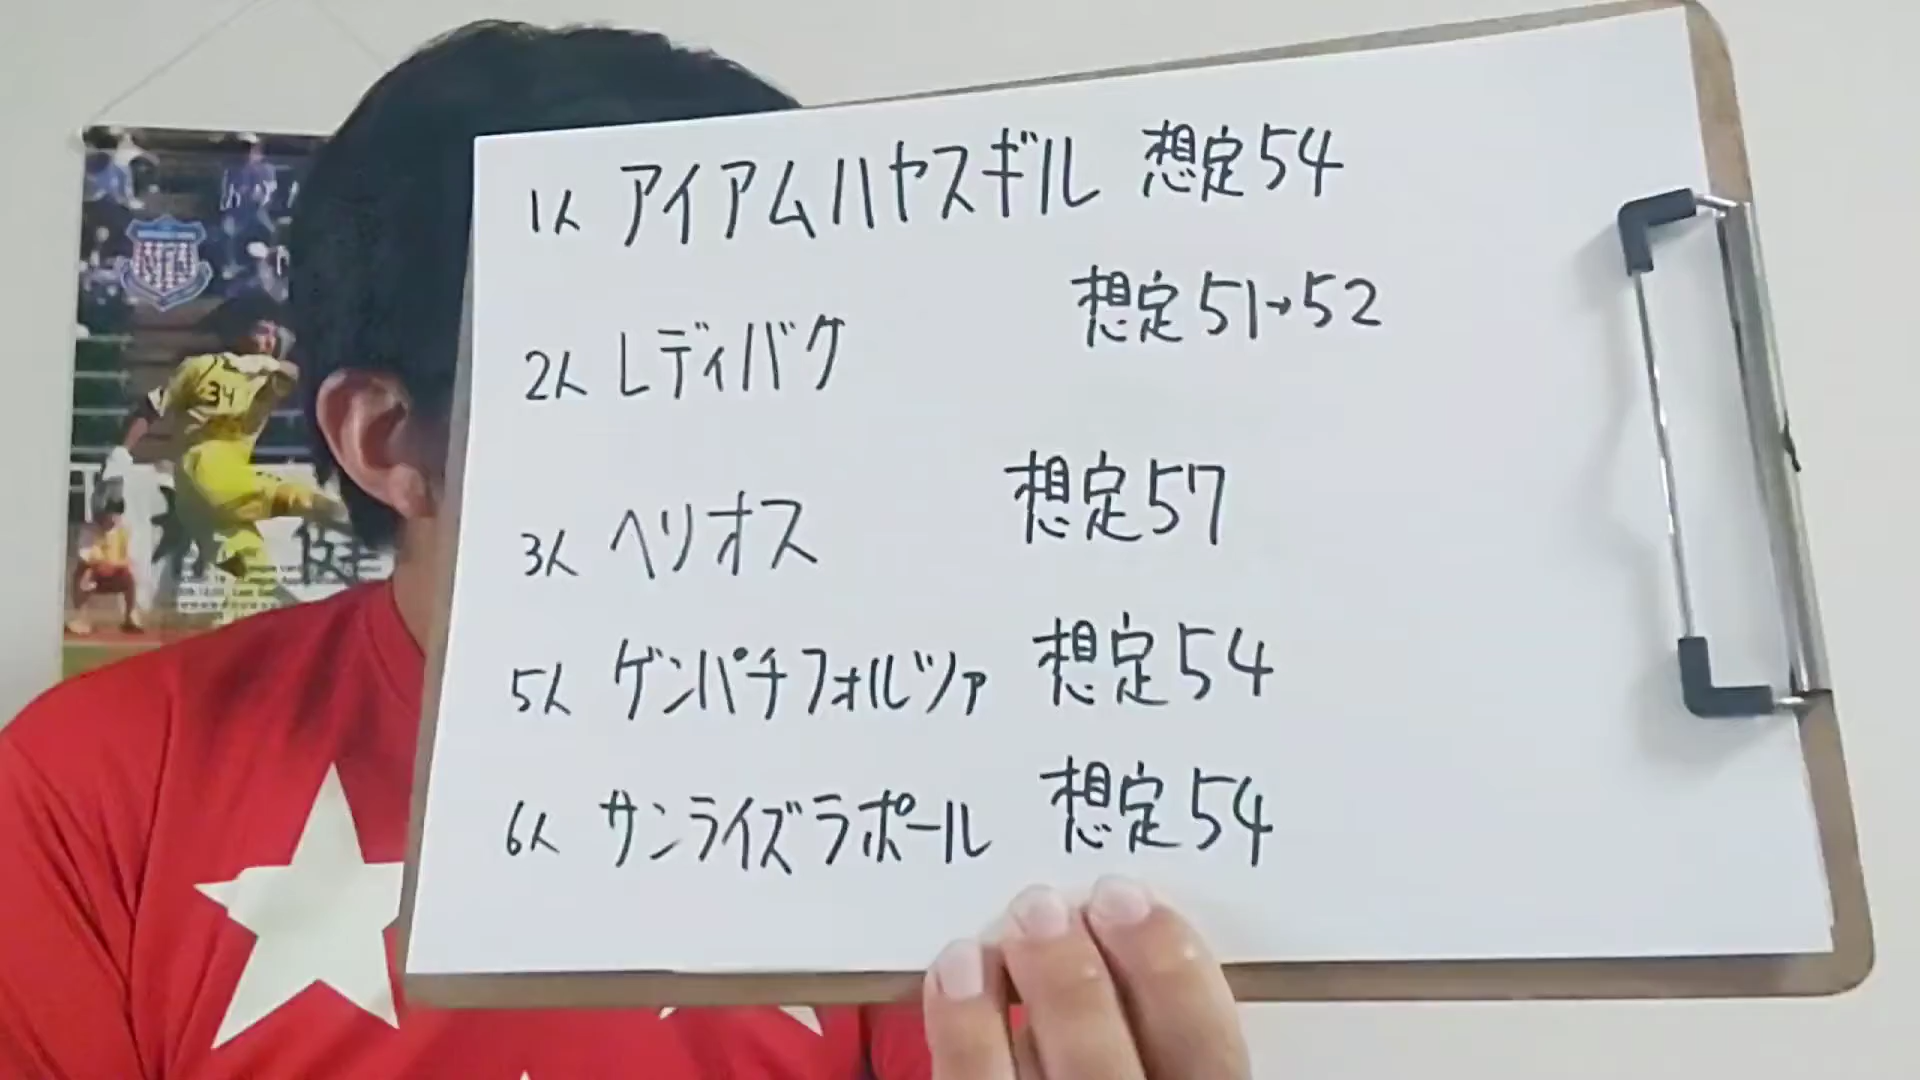 1人 アイアムハヤスギル 想定54
2人 レディバグ 想定51→52
3人 ヘリオス 想定57
5人 ゲンパチフォルツァ 想定54
6人 サンライズラポール 想定54
34